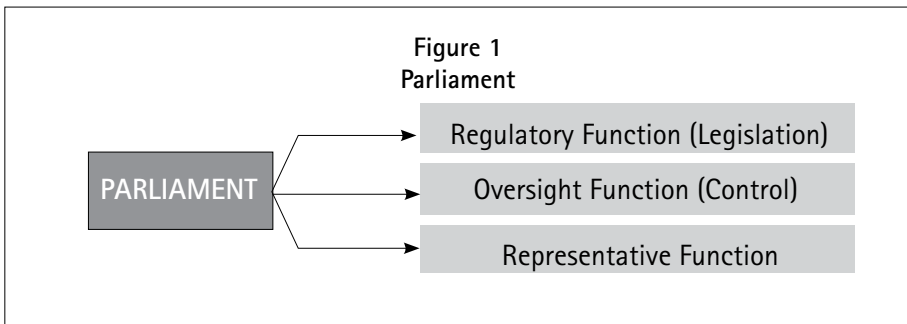 Figure 1
Parliament
PARLIAMENT
Regulatory Function (Legislation)
Oversight Function (Control)
Representative Function